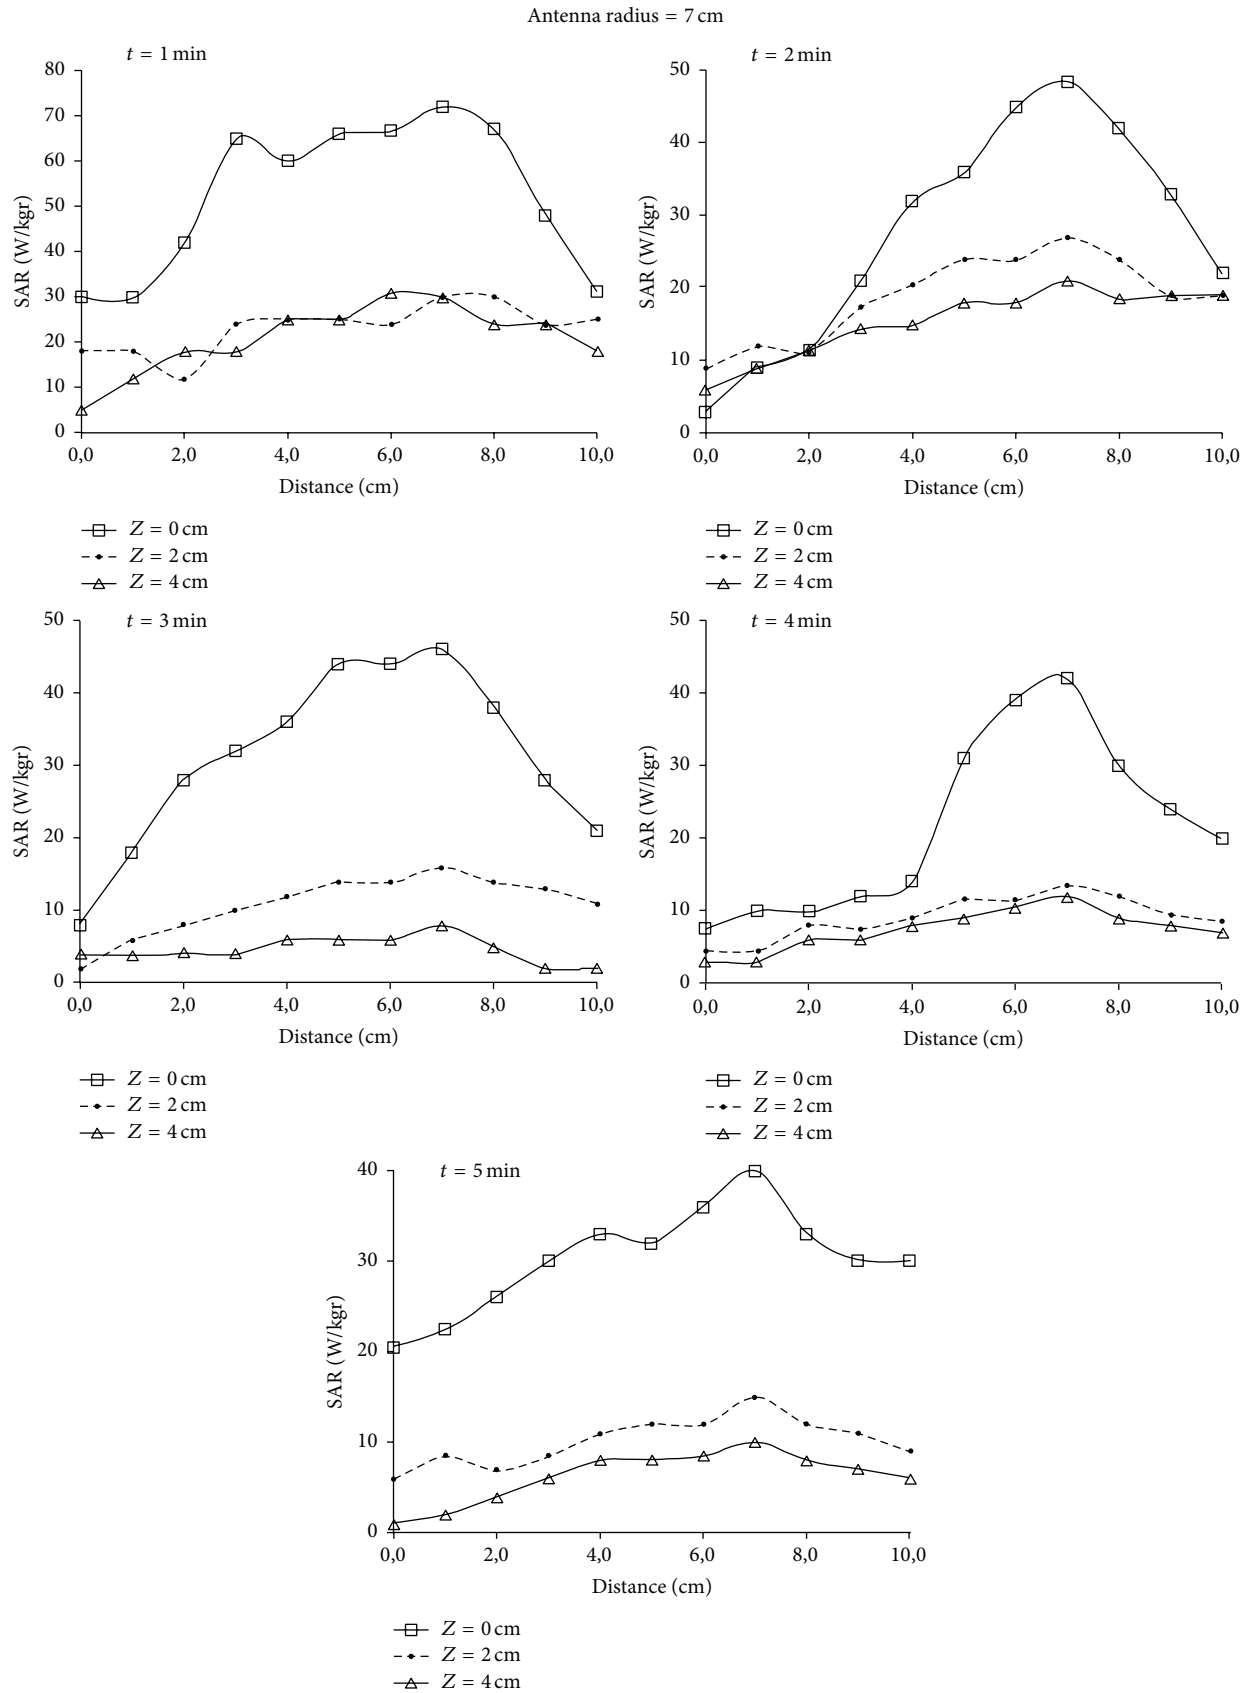 Antenna radius = 7 cm
t = 1 min
80
70
60
50
40
30
20
10
0
SAR (W/kgr)
0,0 2,0 4,0 6,0 8,0 10,0
Distance (cm)
Z = 0 cm
Z = 2 cm
Z = 4 cm
t = 2 min
50
40
30
20
10
0
SAR (W/kgr)
0,0 2,0 4,0 6,0 8,0 10,0
Distance (cm)
Z = 0 cm
Z = 2 cm
Z = 4 cm
t = 3 min
50
40
30
20
10
0
SAR (W/kgr)
0,0 2,0 4,0 6,0 8,0 10,0
Distance (cm)
Z = 0 cm
Z = 2 cm
Z = 4 cm
t = 4 min
50
40
30
20
10
0
SAR (W/kgr)
0,0 2,0 4,0 6,0 8,0 10,0
Distance (cm)
Z = 0 cm
Z = 2 cm
Z = 4 cm
t = 5 min
40
30
20
10
0
SAR (W/kgr)
0,0 2,0 4,0 6,0 8,0 10,0
Distance (cm)
Z = 0 cm
Z = 2 cm
Z = 4 cm